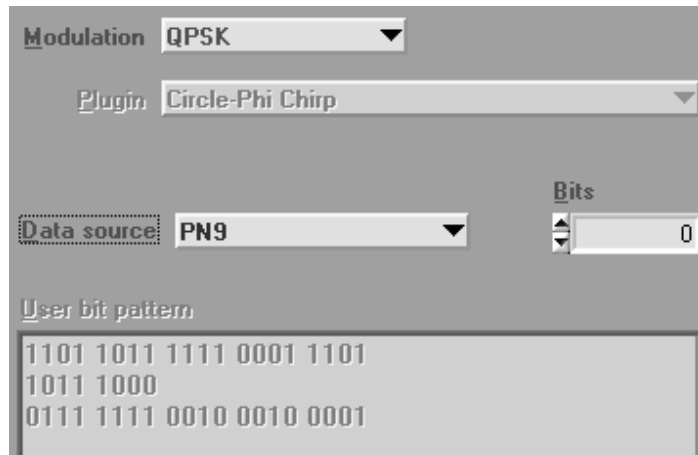 Modulation QPSK
Plugin Circle-Phi Chirp
Bits
Data source PN9 0
User bit pattern
1101 1011 1111 0001 1101
1011 1000
0111 1111 0010 0010 0001